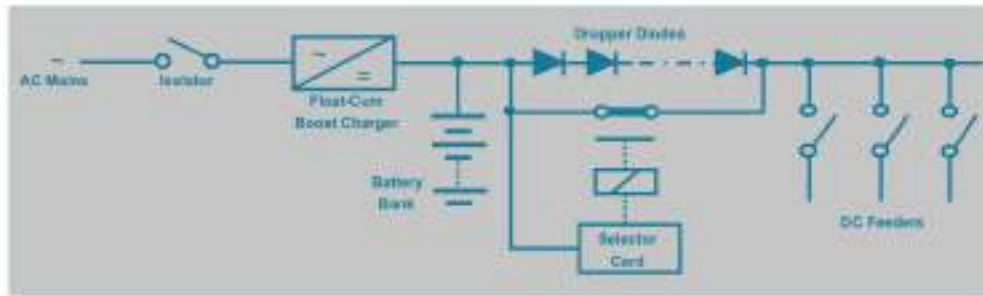 Dropper Diodes
~
AC Mains
Isolator
~
=
Float-Cum
Boost Charger
Battery
Bank
Selector
Card
DC Feeders